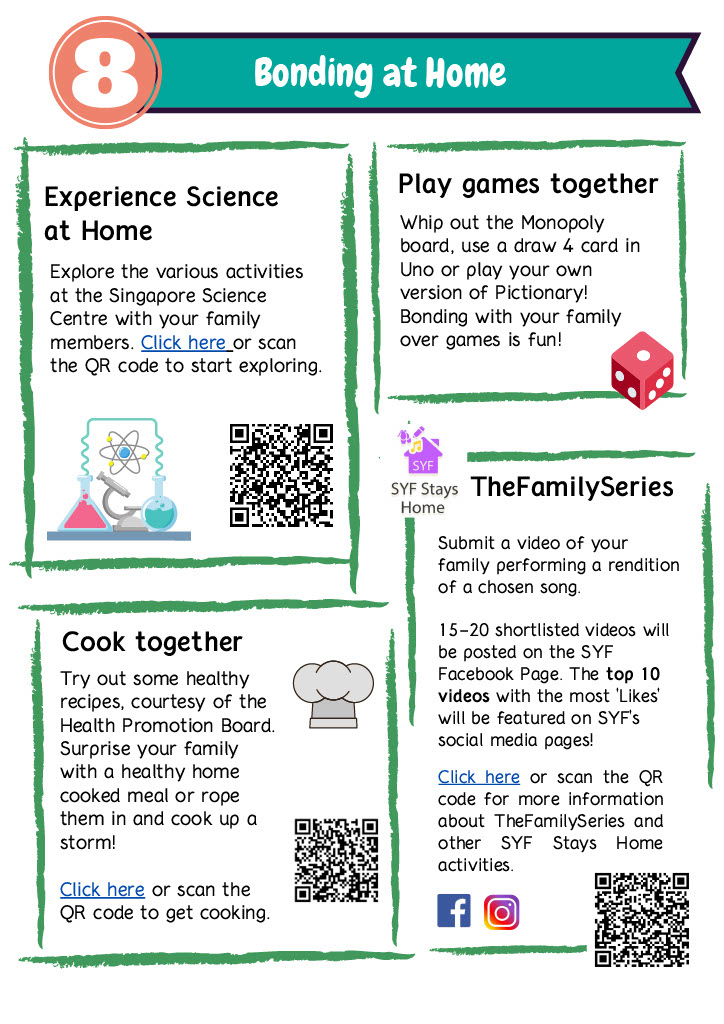 8
Bonding at Home
Experience Science
at Home
Explore the various activities
at the Singapore Science
Centre with your family
members. Click here or scan
the QR code to start exploring.
Play games together
Whip out the Monopoly
board, use a draw 4 card in
Uno or play your own
version of Pictionary!
Bonding with your family
over games is fun!
SYF
SYF Stays
Home
TheFamilySeries
Submit a video of your
family performing a rendition
of a chosen song.
15-20 shortlisted videos will
be posted on the SYF
Facebook Page. The top 10
videos with the most 'Likes'
will be featured on SYF's
social media pages!
Click here or scan the QR
code for more information
about TheFamilySeries and
other SYF Stays Home
activities.
Cook together
Try out some healthy
recipes, courtesy of the
Health Promotion Board.
Surprise your family
with a healthy home
cooked meal or rope
them in and cook up a
storm!
Click here or scan the
QR code to get cooking.